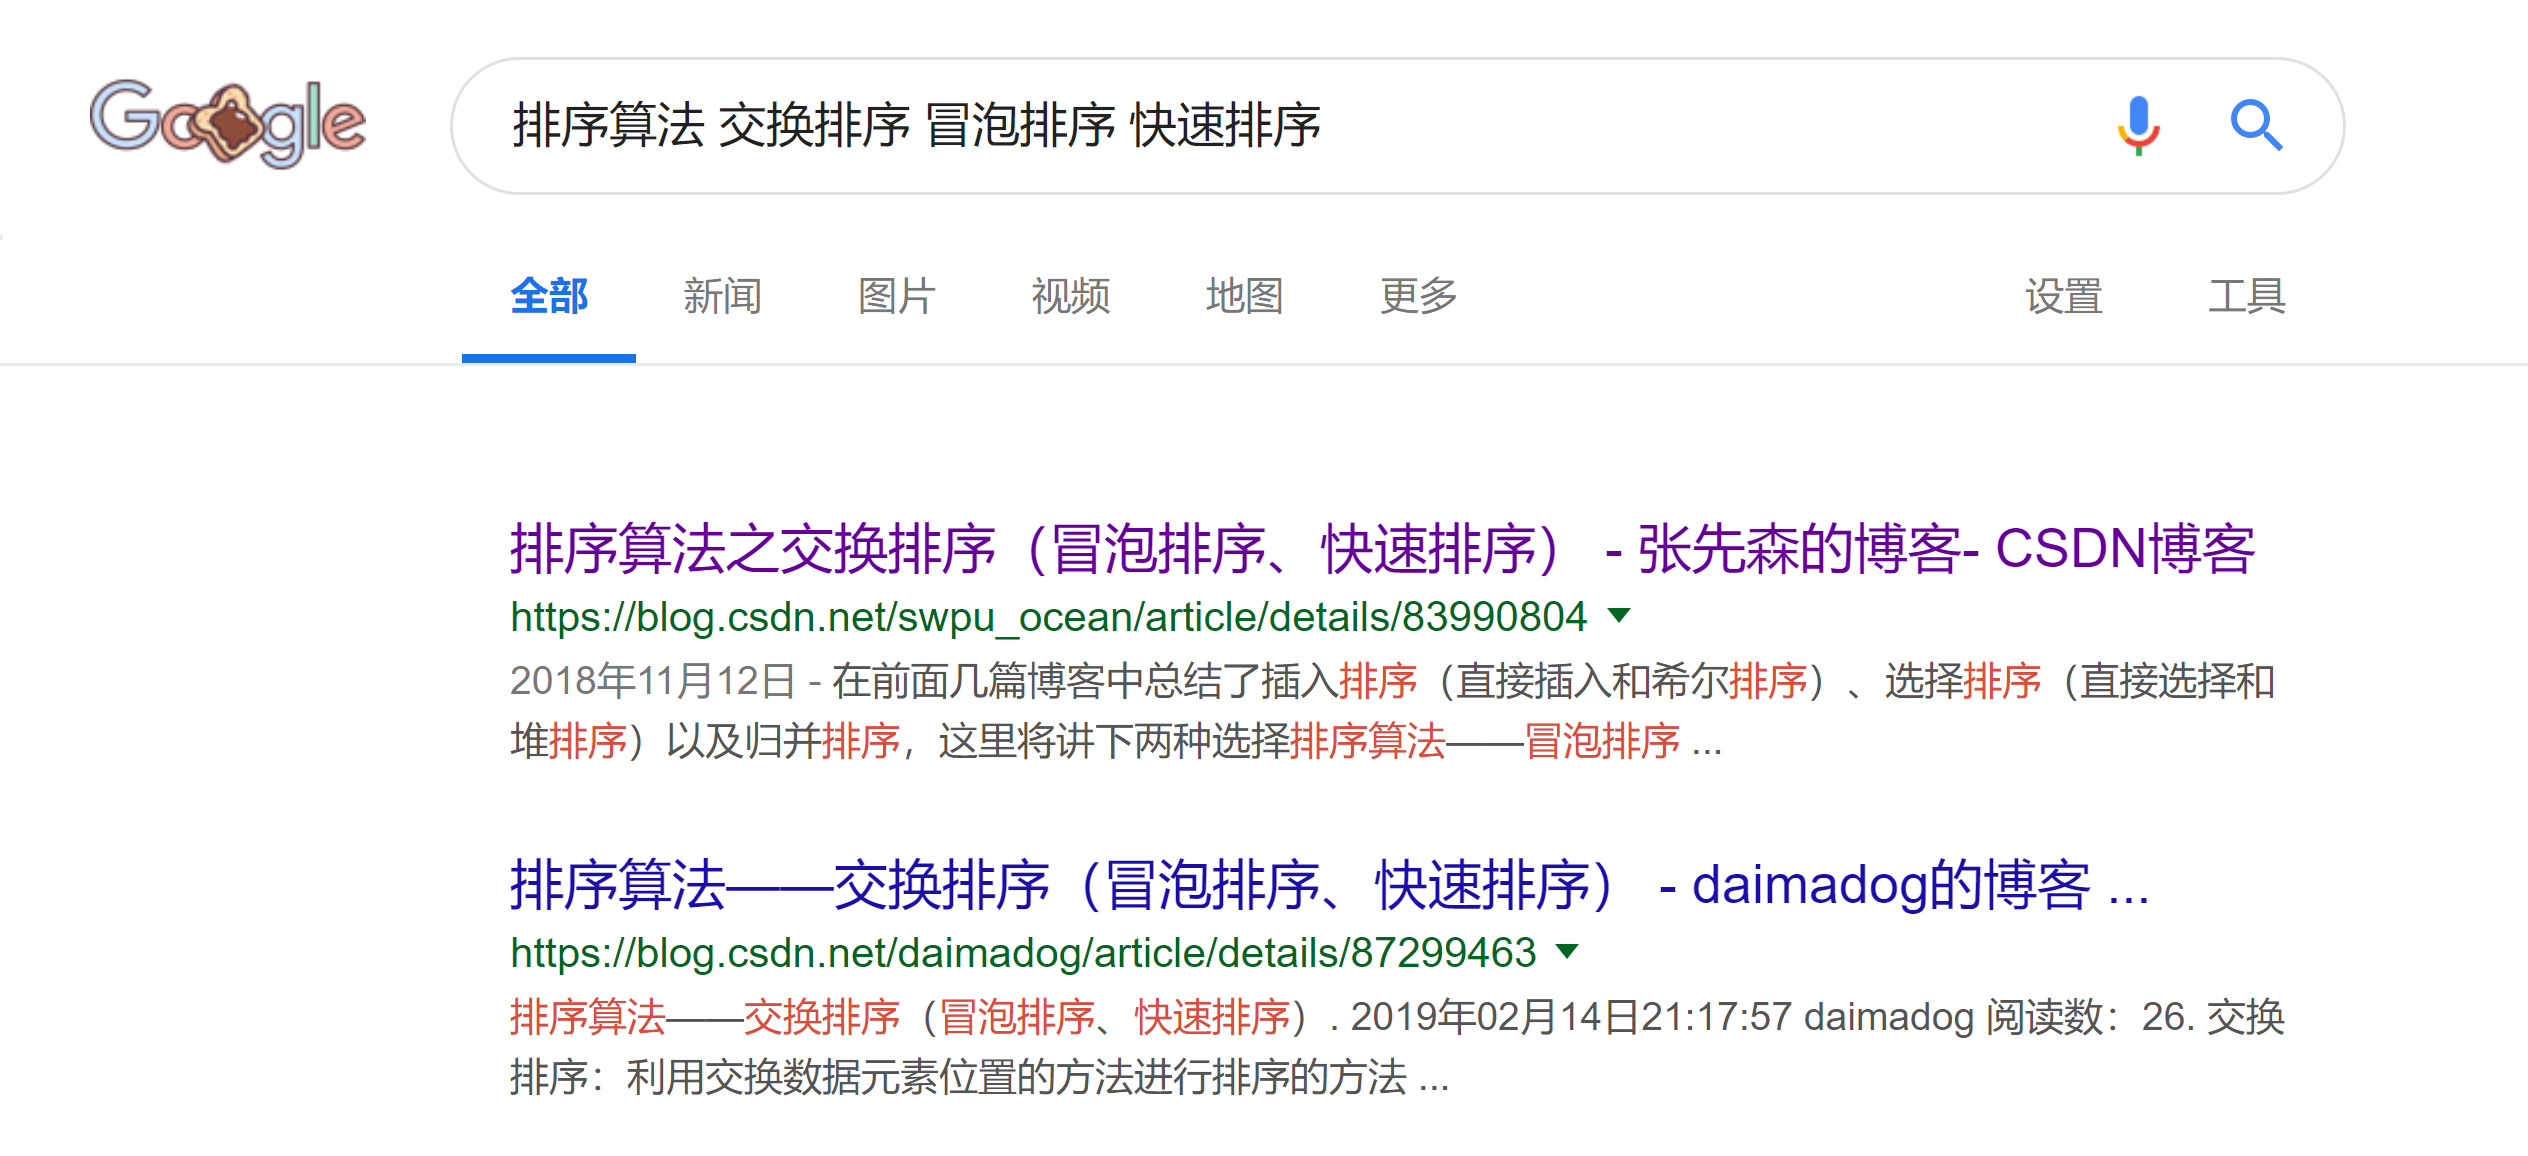 Google
排序算法 交换排序 冒泡排序 快速排序
全部 新闻 图片 视频 地图 更多 设置 工具
排序算法之交换排序（冒泡排序、快速排序） - 张先森的博客- CSDN博客
https://blog.csdn.net/swpu_ocean/article/details/83990804
2018年11月12日 - 在前面几篇博客中总结了插入排序（直接插入和希尔排序）、选择排序（直接选择和
堆排序）以及归并排序，这里将讲下两种选择排序算法——冒泡排序 ...
排序算法——交换排序（冒泡排序、快速排序） - daimadog的博客 ...
https://blog.csdn.net/daimadog/article/details/87299463
排序算法——交换排序（冒泡排序、快速排序）. 2019年02月14日21:17:57 daimadog 阅读数：26. 交换
排序：利用交换数据元素位置的方法进行排序的方法 ...